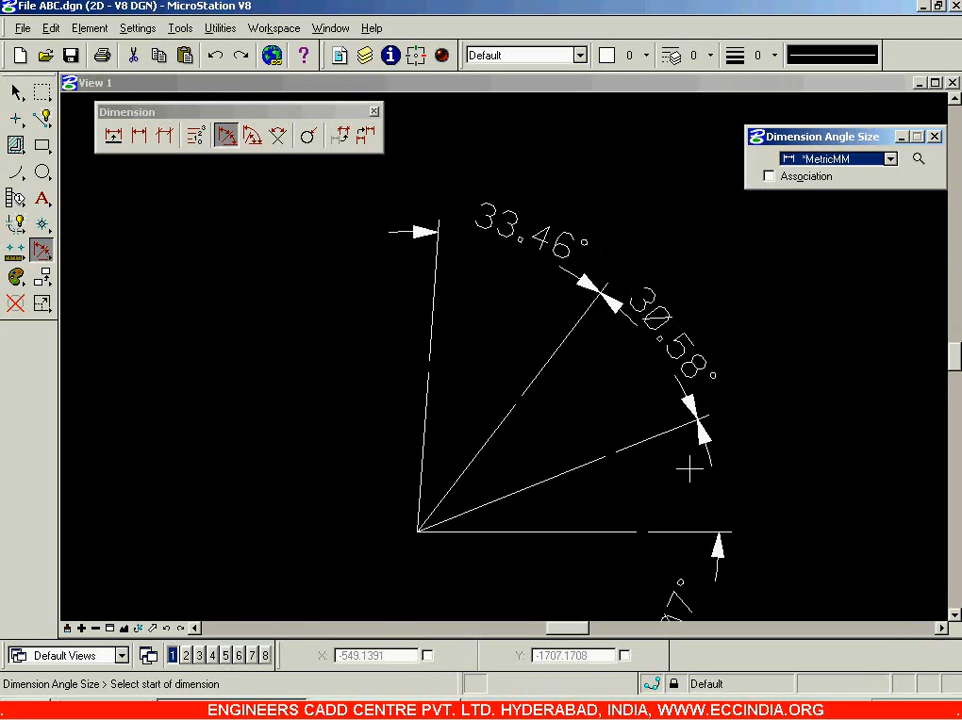 File ABC.dgn (2D - V8 DGN) - MicroStation V8
File Edit Element Settings Tools Utilities Workspace Window Help
Default 0 0 0
View 1
Dimension
Dimension Angle Size
*MetricMM
Association
33.46°
30.58°
Default Views 1 2 3 4 5 6 7 8 X: -549.1391 Y: -1707.1708
Dimension Angle Size > Select start of dimension Default
ENGINEERS CADD CENTRE PVT. LTD. HYDERABAD, INDIA, WWW.ECCINDIA.ORG